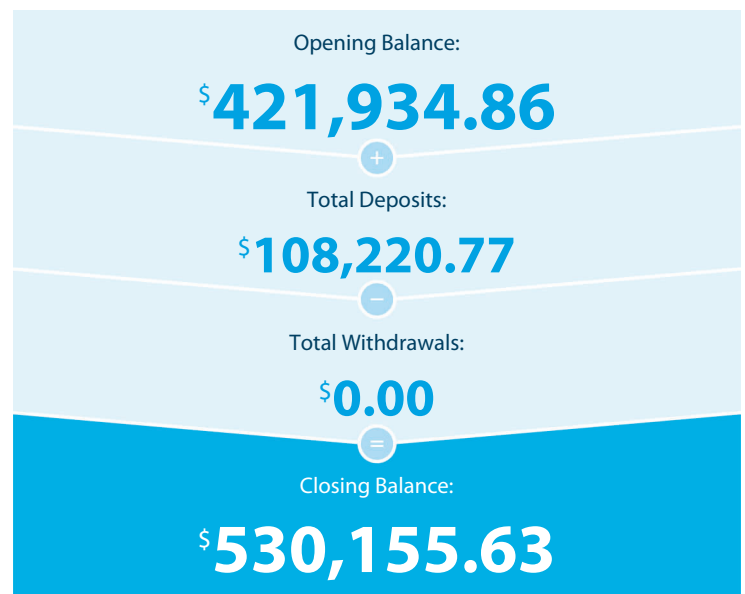 Opening Balance:
$421,934.86
+
Total Deposits:
$108,220.77
−
Total Withdrawals:
$0.00
=
Closing Balance:
$530,155.63